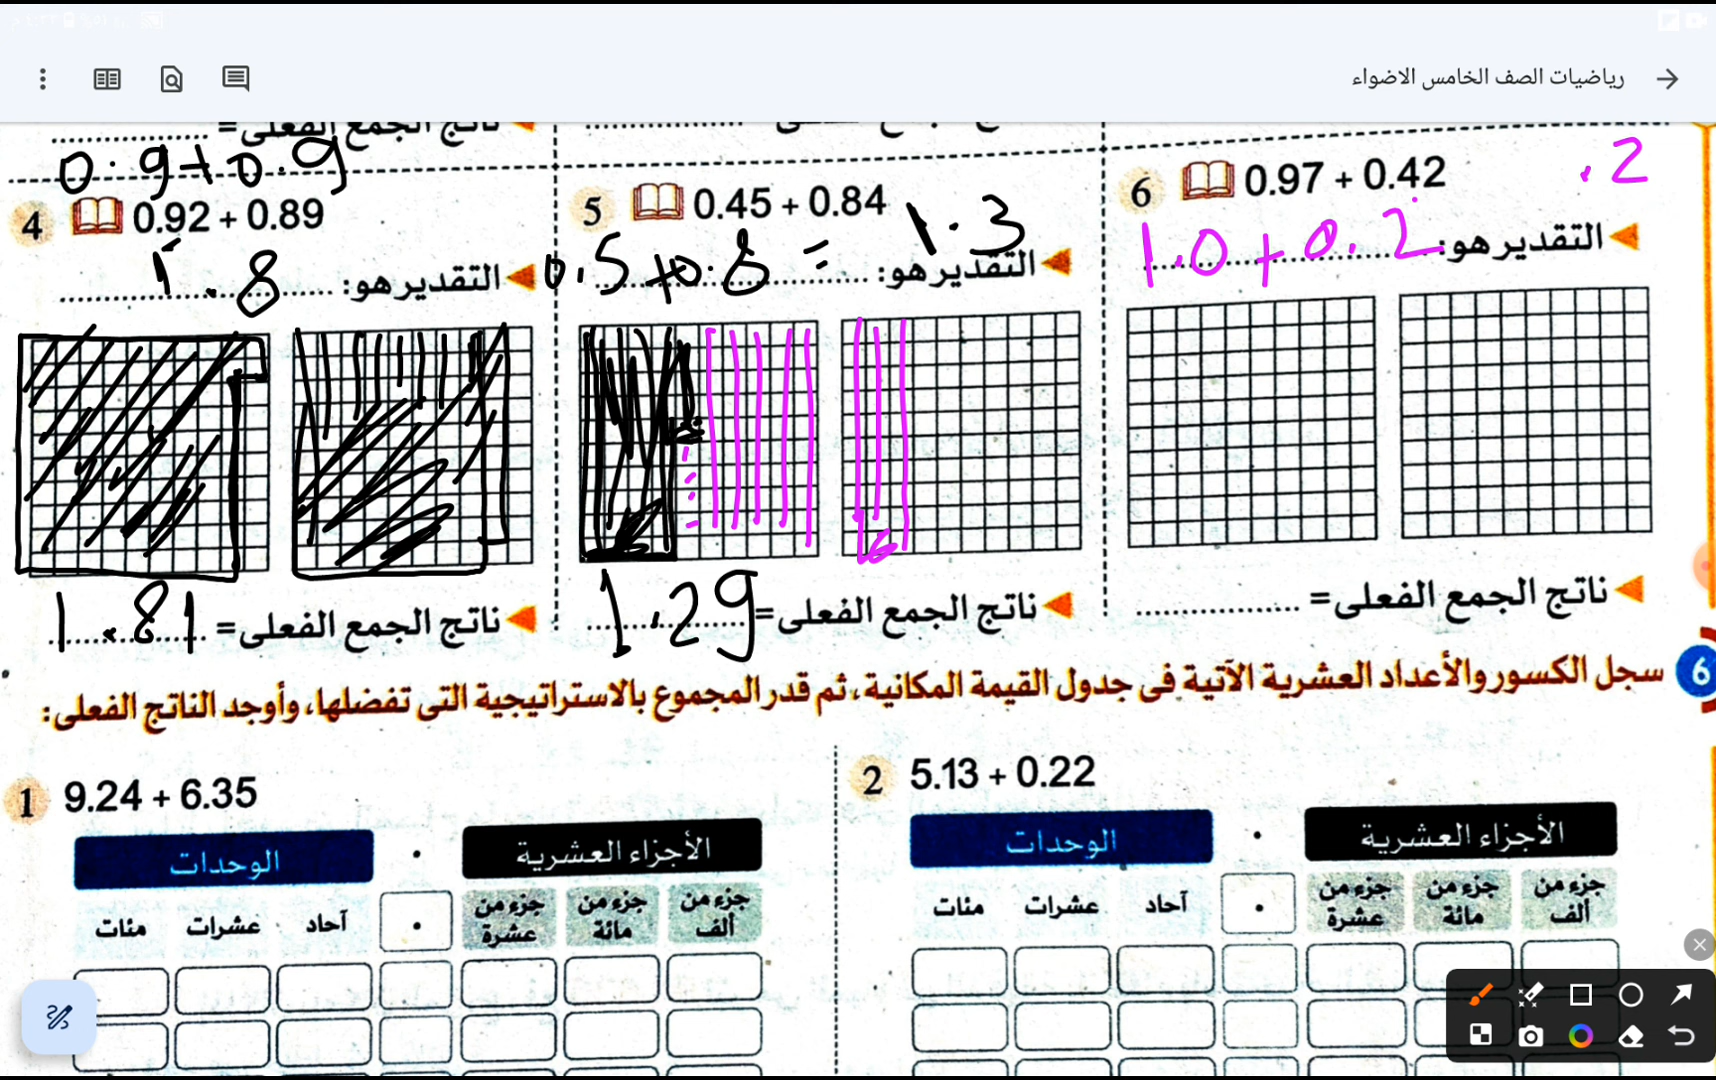 رياضيات الصف الخامس الاضواء
ناتج الجمع الفعلى=
0.9+0.9
4 0.92 + 0.89
التقدير هو:
1.8
ناتج الجمع الفعلى=
1.81
5 0.45 + 0.84
التقدير هو:
0.5+0.8 = 1.3
ناتج الجمع الفعلى=
1.29
6 0.97 + 0.42
.2
التقدير هو:
1.0+0.2
ناتج الجمع الفعلى=
6 سجل الكسور والأعداد العشرية الآتية فى جدول القيمة المكانية، ثم قدر المجموع بالاستراتيجية التى تفضلها، وأوجد الناتج الفعلى:
1 9.24 + 6.35
الوحدات . الأجزاء العشرية
مئات عشرات آحاد . جزء من عشرة جزء من مائة جزء من ألف
2 5.13 + 0.22
الوحدات . الأجزاء العشرية
مئات عشرات آحاد . جزء من عشرة جزء من مائة جزء من ألف